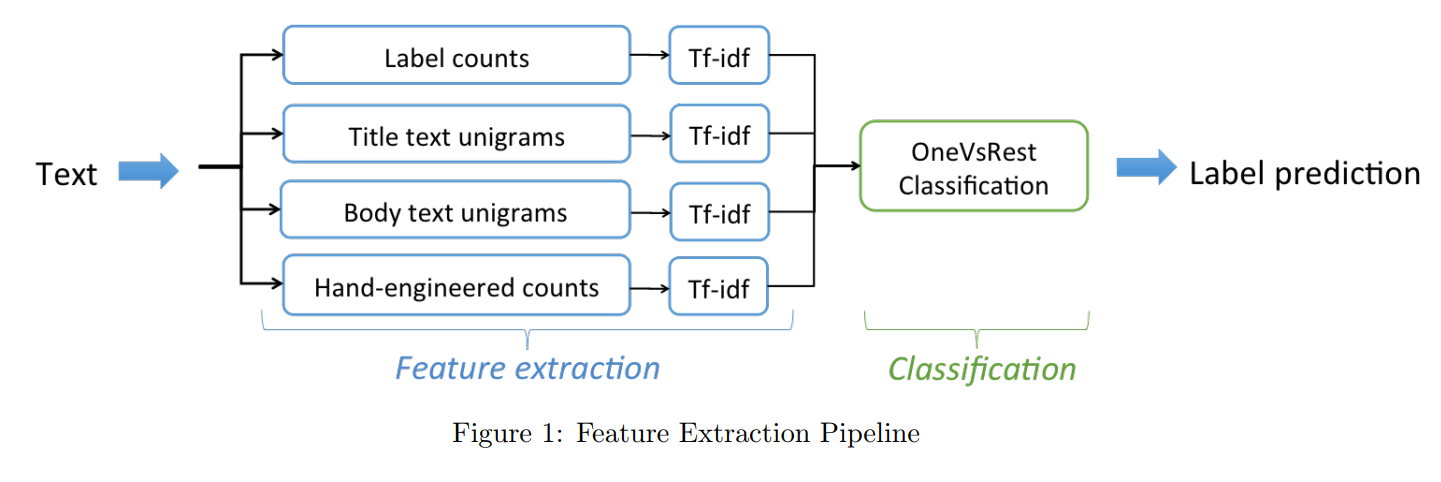 Label counts
Tf-idf
Title text unigrams
Tf-idf
Text
OneVsRest
Classification
Label prediction
Body text unigrams
Tf-idf
Hand-engineered counts
Tf-idf
Feature extraction
Classification
Figure 1: Feature Extraction Pipeline